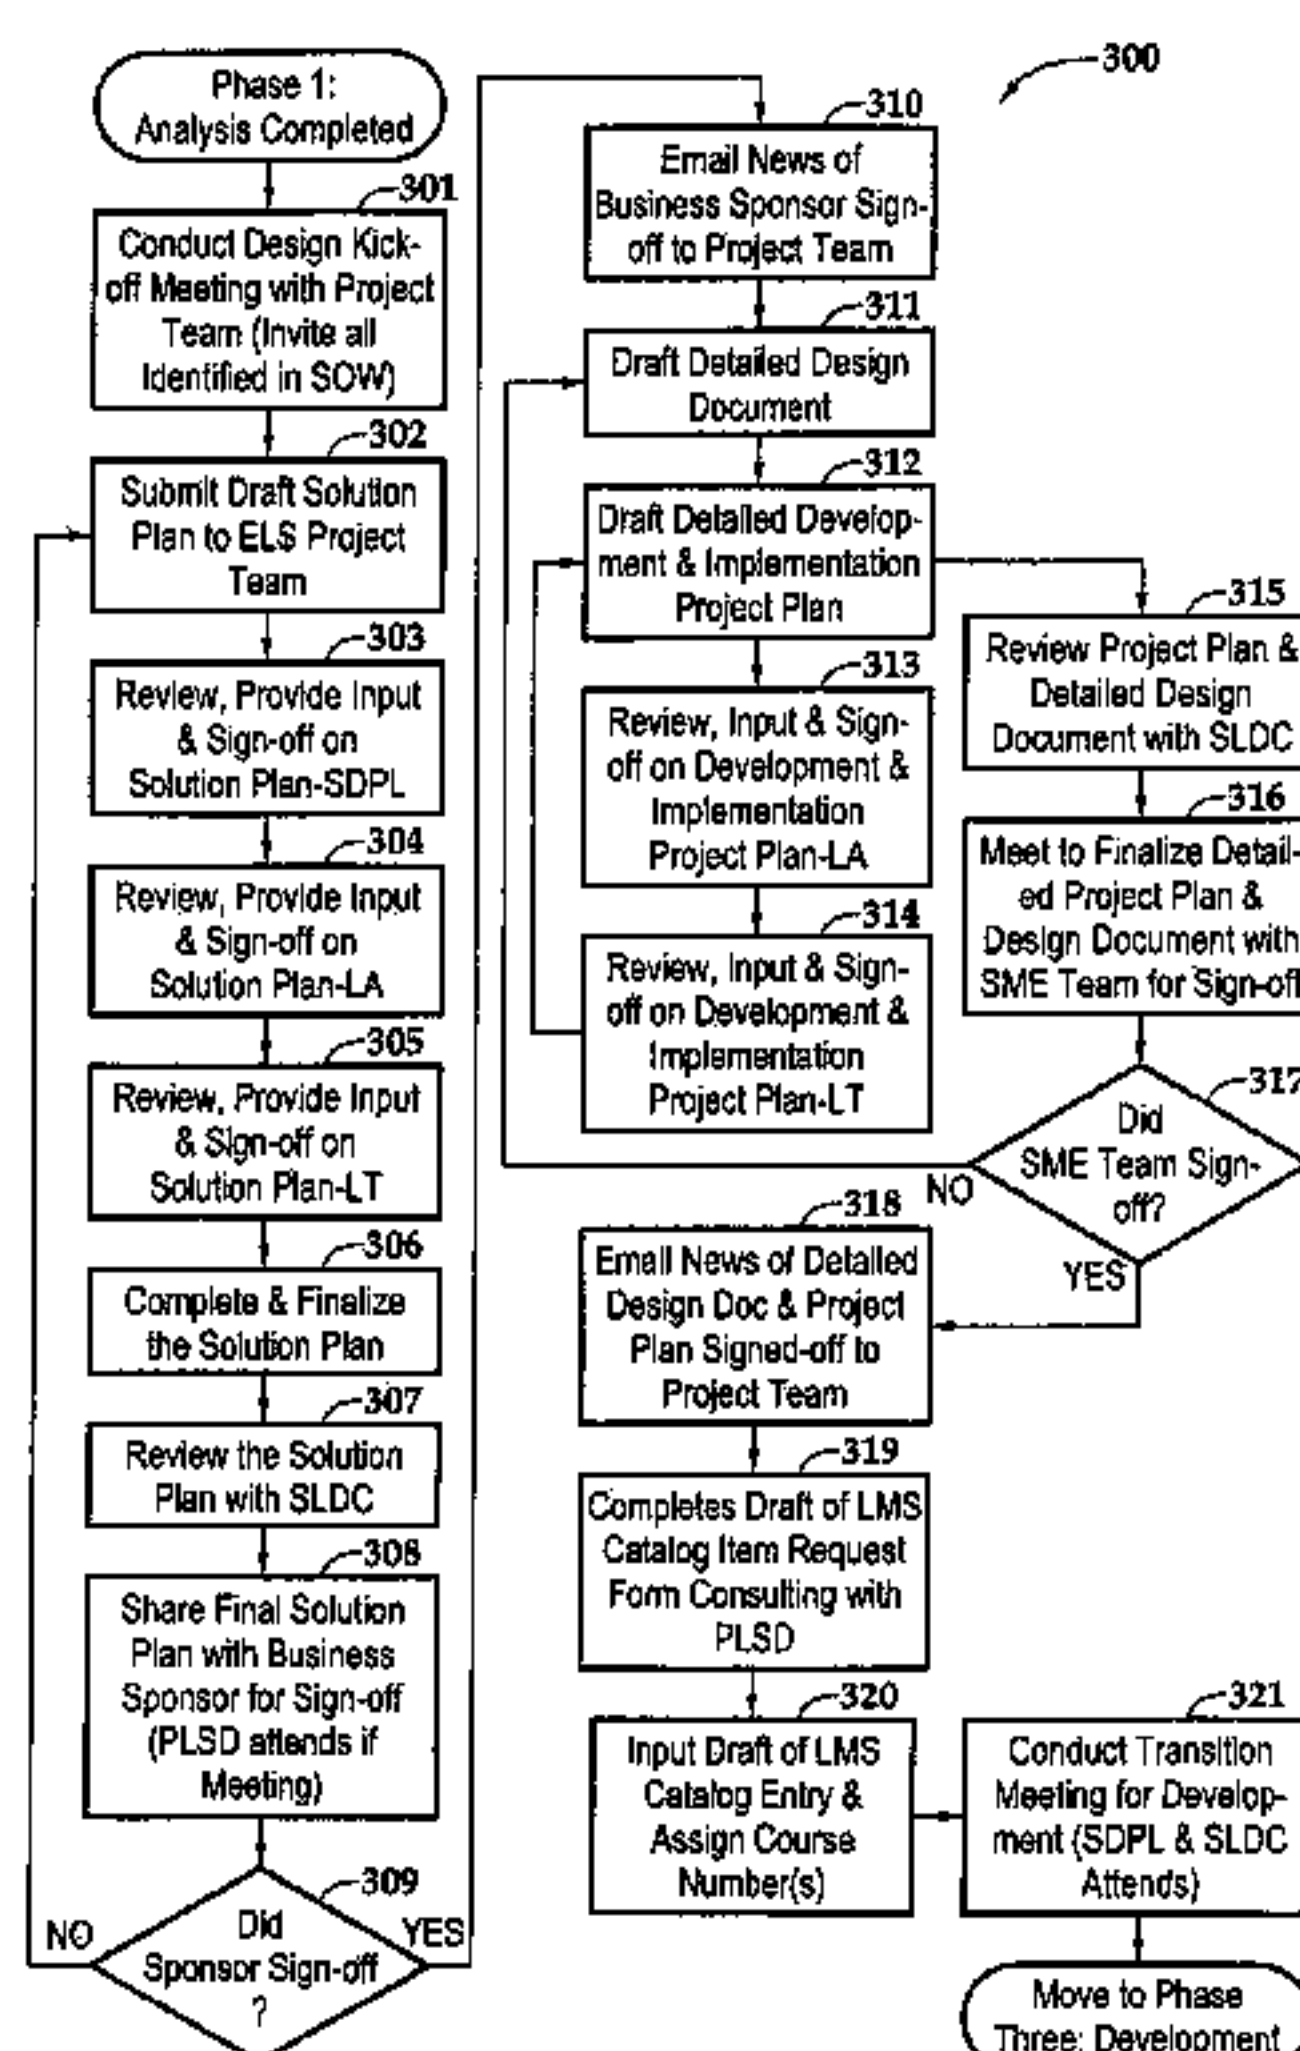 300
Phase 1:
Analysis Completed
301
Conduct Design Kick-
off Meeting with Project
Team (Invite all
Identified in SOW)
302
Submit Draft Solution
Plan to ELS Project
Team
303
Review, Provide Input
& Sign-off on
Solution Plan-SDPL
304
Review, Provide Input
& Sign-off on
Solution Plan-LA
305
Review, Provide Input
& Sign-off on
Solution Plan-LT
306
Complete & Finalize
the Solution Plan
307
Review the Solution
Plan with SLDC
308
Share Final Solution
Plan with Business
Sponsor for Sign-off
(PLSD attends if
Meeting)
309
Did
Sponsor Sign-off
?
NO
YES
310
Email News of
Business Sponsor Sign-
off to Project Team
311
Draft Detailed Design
Document
312
Draft Detailed Develop-
ment & Implementation
Project Plan
313
Review, Input & Sign-
off on Development &
Implementation
Project Plan-LA
314
Review, Input & Sign-
off on Development &
Implementation
Project Plan-LT
315
Review Project Plan &
Detailed Design
Document with SLDC
316
Meet to Finalize Detail-
ed Project Plan &
Design Document with
SME Team for Sign-off
317
Did
SME Team Sign-
off?
NO
YES
318
Email News of Detailed
Design Doc & Project
Plan Signed-off to
Project Team
319
Completes Draft of LMS
Catalog Item Request
Form Consulting with
PLSD
320
Input Draft of LMS
Catalog Entry &
Assign Course
Number(s)
321
Conduct Transition
Meeting for Develop-
ment (SDPL & SLDC
Attends)
Move to Phase
Three: Development